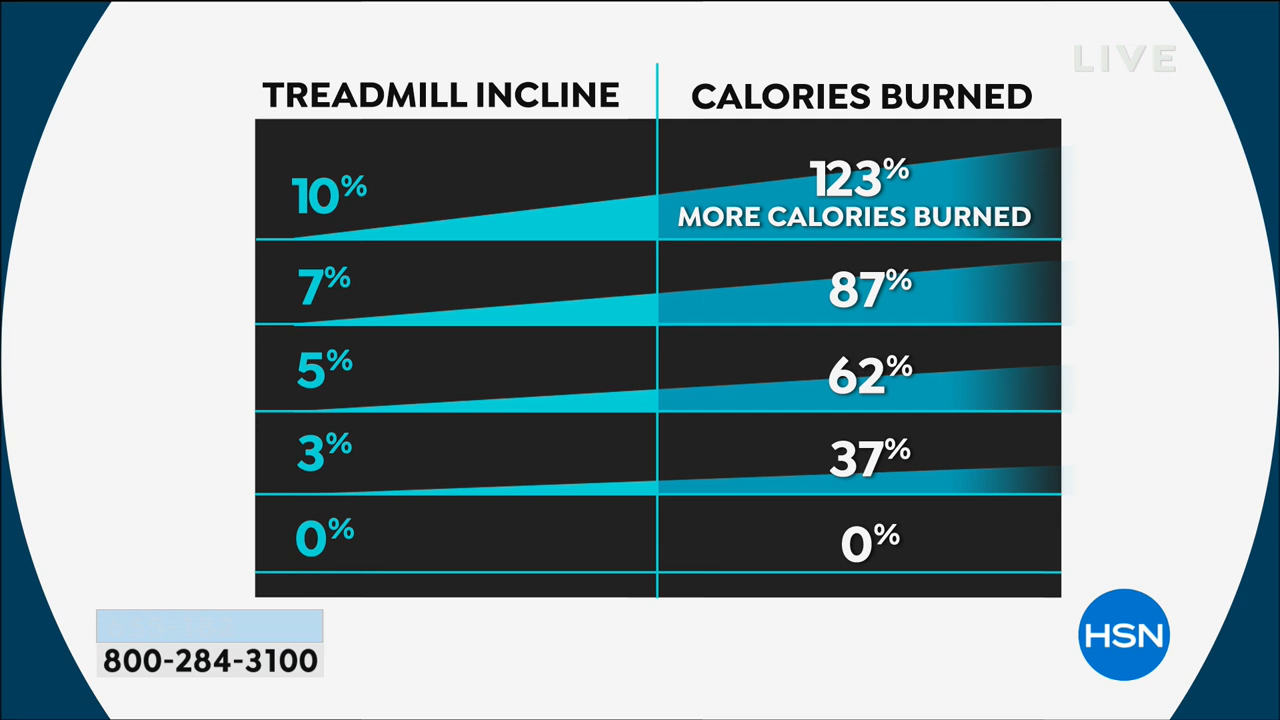 LIVE
TREADMILL INCLINE CALORIES BURNED
10% 123%
MORE CALORIES BURNED
7% 87%
5% 62%
3% 37%
0% 0%
800-284-3100
HSN